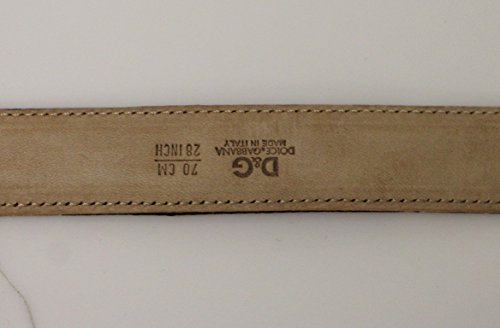 D&G
DOLCE&GABBANA
MADE IN ITALY
70 CM
28 INCH